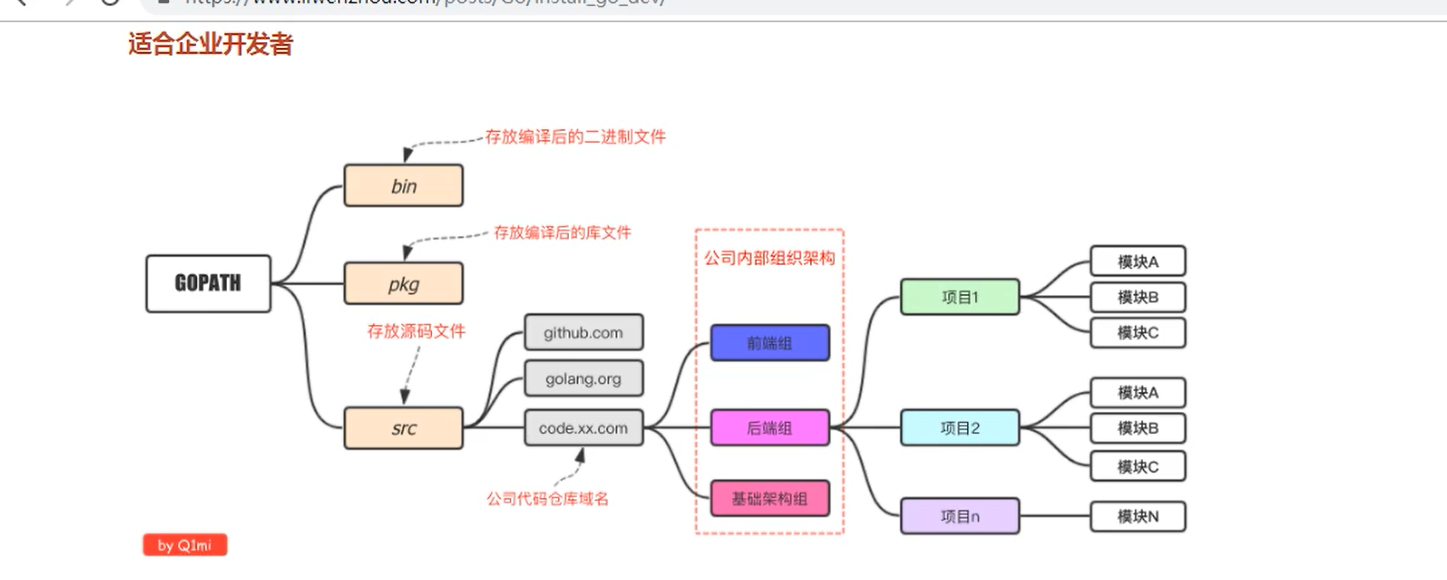 https://www.liwenzhou.com/posts/Go/install_go_dev/
适合企业开发者
存放编译后的二进制文件
bin
存放编译后的库文件
pkg
GOPATH
存放源码文件
src
github.com
golang.org
code.xx.com
公司代码仓库域名
公司内部组织架构
前端组
后端组
基础架构组
项目1
模块A
模块B
模块C
项目2
模块A
模块B
模块C
项目n
模块N
by Q1mi